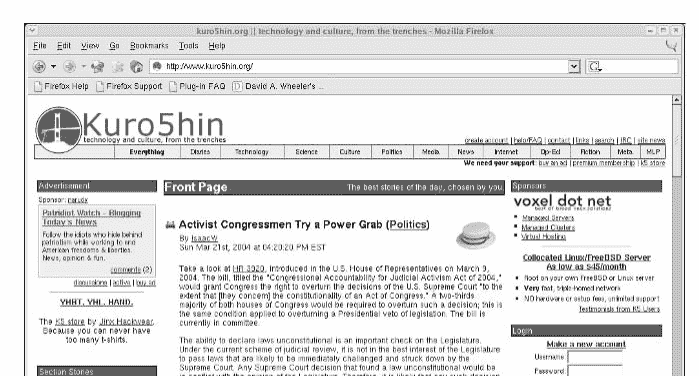 kuro5hin.org || technology and culture, from the trenches - Mozilla Firefox
File Edit View Go Bookmarks Tools Help
http://www.kuro5hin.org/
G.
Firefox Help Firefox Support Plug-in FAQ David A. Wheeler's ...
Kuro5hin
technology and culture, from the trenches
create account | help/FAQ | contact | links | search | IRC | site news
Everything Diaries Technology Science Culture Politics Media News Internet Op-Ed Fiction Meta MLP
We need your support: buy an ad | premium membership | k5 store
Advertisement
Sponsor: rarudy
Patridiot Watch - Blogging
Today's News
Follow the idiots who hide behind
patriotism while working to end
American freedoms & liberties.
News, opinion & fun.
comments (2)
discussions | active | buy ad
YHBT. YHL. HAND.
The K5 store by Jinx Hackwear.
Because you can never have
too many t-shirts.
Section Stories
Front Page The best stories of the day, chosen by you.
Activist Congressmen Try a Power Grab (Politics)
By IsaacW
Sun Mar 21st, 2004 at 04:20:20 PM EST
Take a look at HR 3920, introduced in the U.S. House of Representatives on March 9,
2004. The bill, titled the "Congressional Accountability for Judicial Activism Act of 2004,"
would grant Congress the right to overturn the decisions of the U.S. Supreme Court "to the
extent that [they concern] the constitutionality of an Act of Congress." A two-thirds
majority of both houses of Congress would be required to overturn such a decision; this is
the same condition applied to overturning a Presidential veto of legislation. The bill is
currently in committee.
The ability to declare laws unconstitutional is an important check on the Legislature.
Under the current scheme of judicial review, it is not in the best interest of the Legislature
to pass laws that are likely to be immediately challenged and struck down by the
Supreme Court. Any Supreme Court decision that found a law unconstitutional would be
Sponsors
voxel dot net
Managed Servers
Managed Clusters
Virtual Hosting
Collocated Linux/FreeBSD Server
As low as $45/month
Root on your own FreeBSD or Linux server
Very fast, triple-homed network
NO hardware or setup fees, unlimited support
Testimonials from K5 Users
Login
Make a new account
Username:
Password: